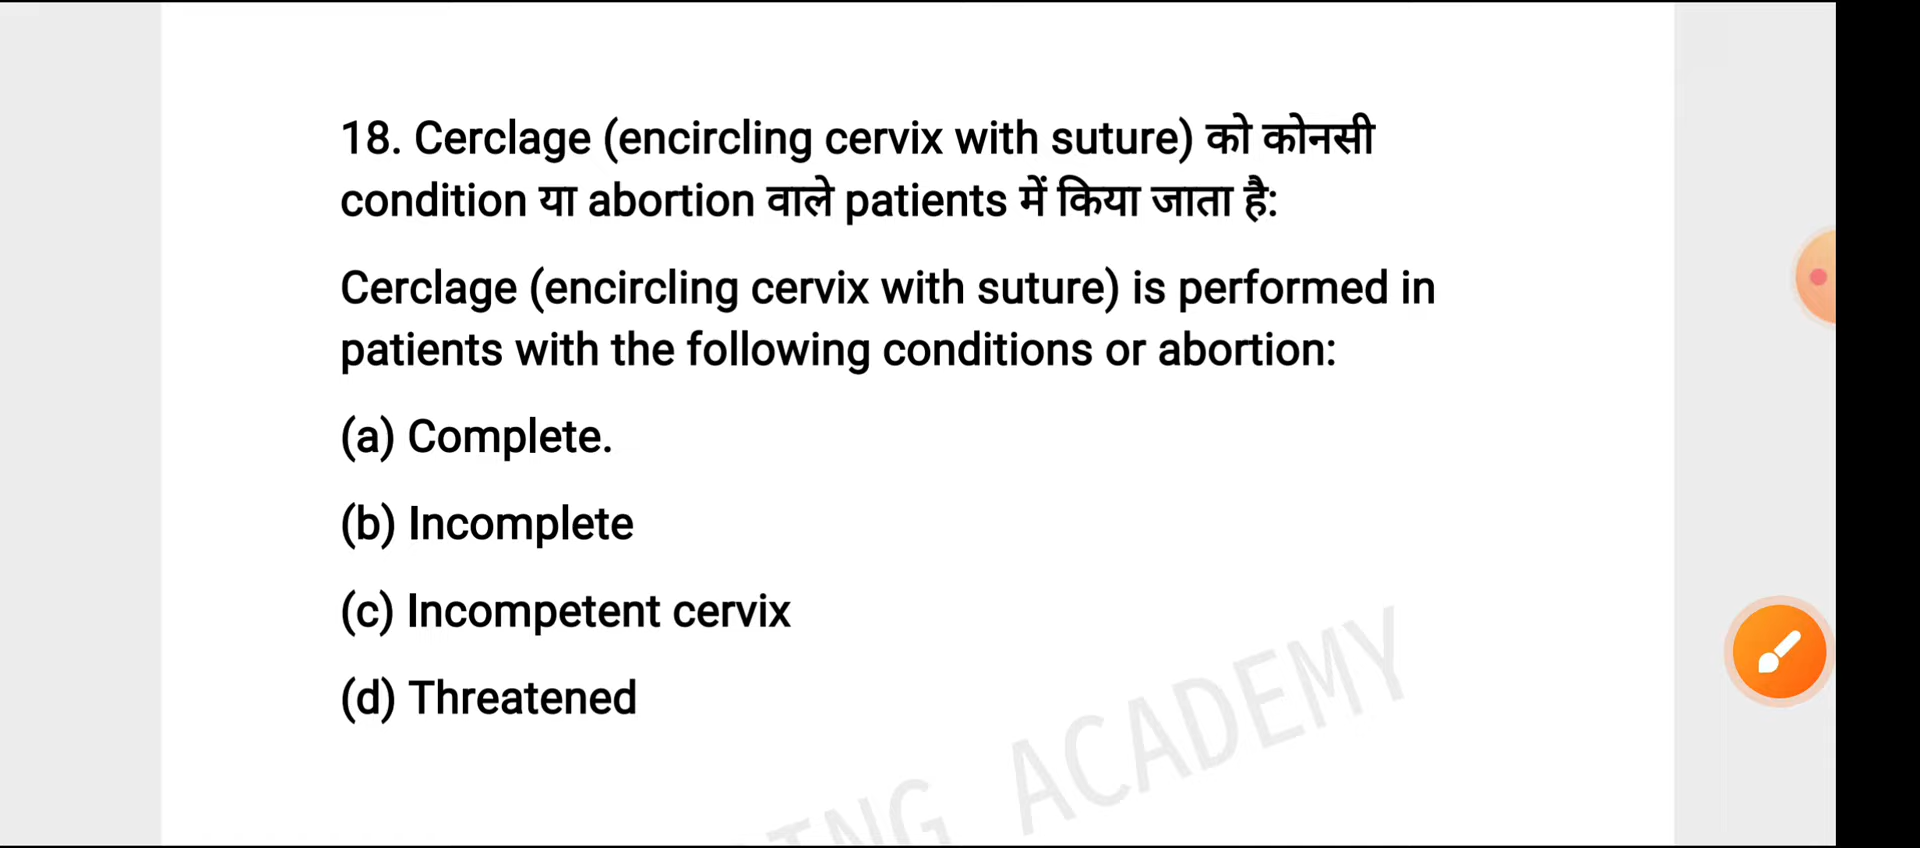 18. Cerclage (encircling cervix with suture) को कोनसी
condition या abortion वाले patients में किया जाता है:
Cerclage (encircling cervix with suture) is performed in
patients with the following conditions or abortion:
(a) Complete.
(b) Incomplete
(c) Incompetent cervix
(d) Threatened
ACADEMY